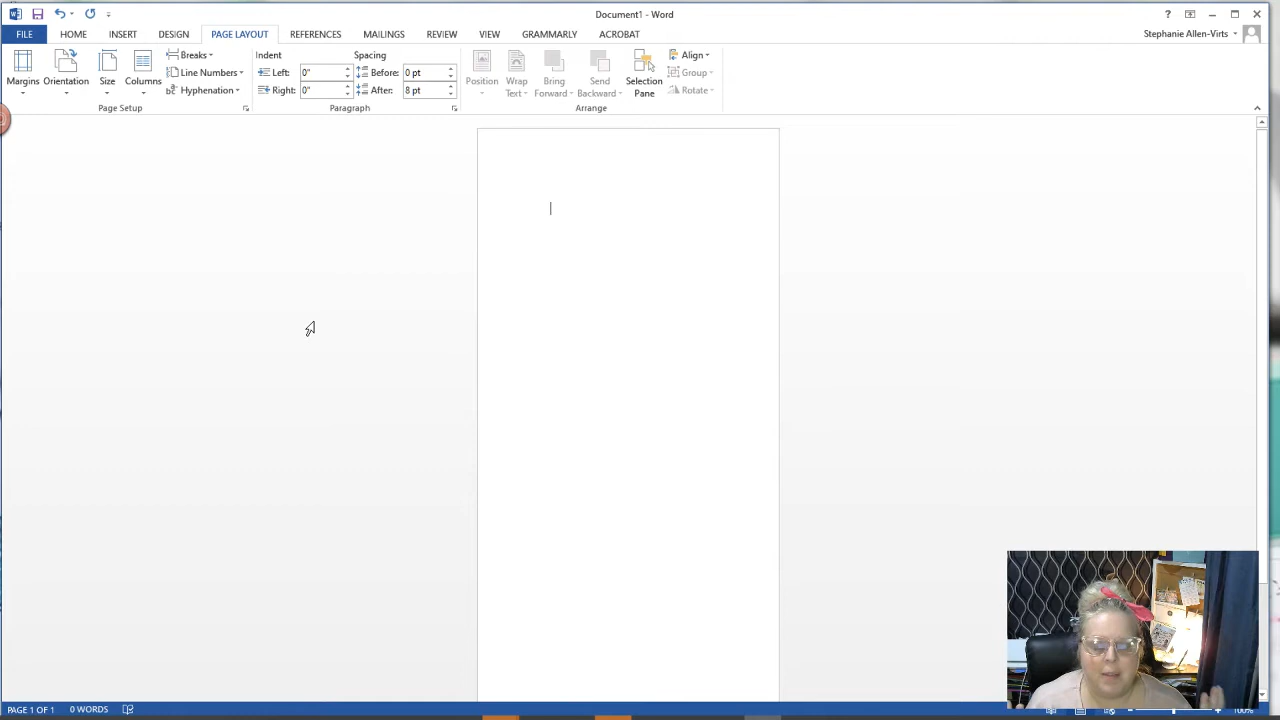 Document1 - Word
?
FILE
HOME
INSERT
DESIGN
PAGE LAYOUT
REFERENCES
MAILINGS
REVIEW
VIEW
GRAMMARLY
ACROBAT
Stephanie Allen-Virts
Margins
Orientation
Size
Columns
Breaks
Line Numbers
Hyphenation
Page Setup
Indent
Left: 0"
Right: 0"
Spacing
Before: 0 pt
After: 8 pt
Paragraph
Position
Wrap
Text
Bring
Forward
Send
Backward
Selection
Pane
Align
Group
Rotate
Arrange
PAGE 1 OF 1
0 WORDS
100%